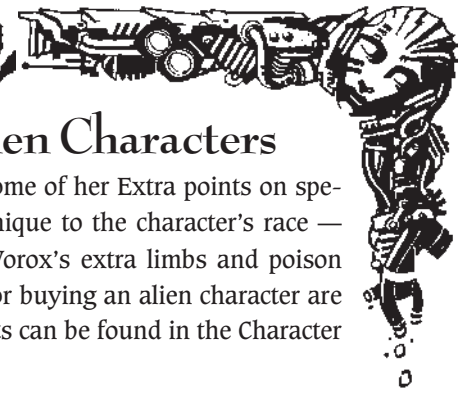 en Characters
ome of her Extra points on spe-
nique to the character's race —
Vorox's extra limbs and poison
or buying an alien character are
ts can be found in the Character